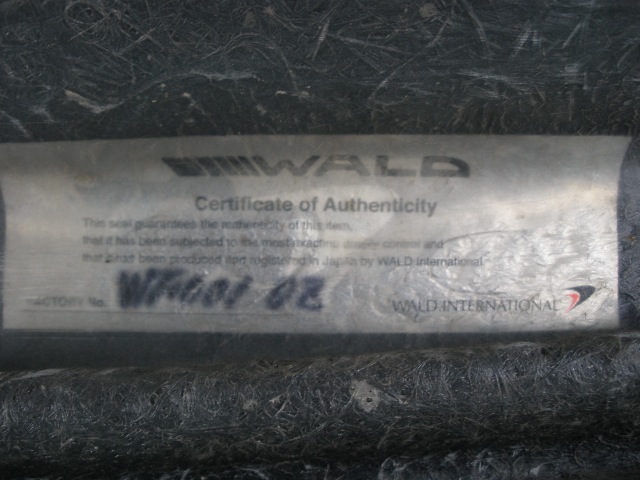 WALD
Certificate of Authenticity
This seal guarantees the authenticity of this item,
that it has been subjected to the most exacting control and
that has been produced and registered in Japan by WALD International
FACTORY No.
WALD INTERNATIONAL